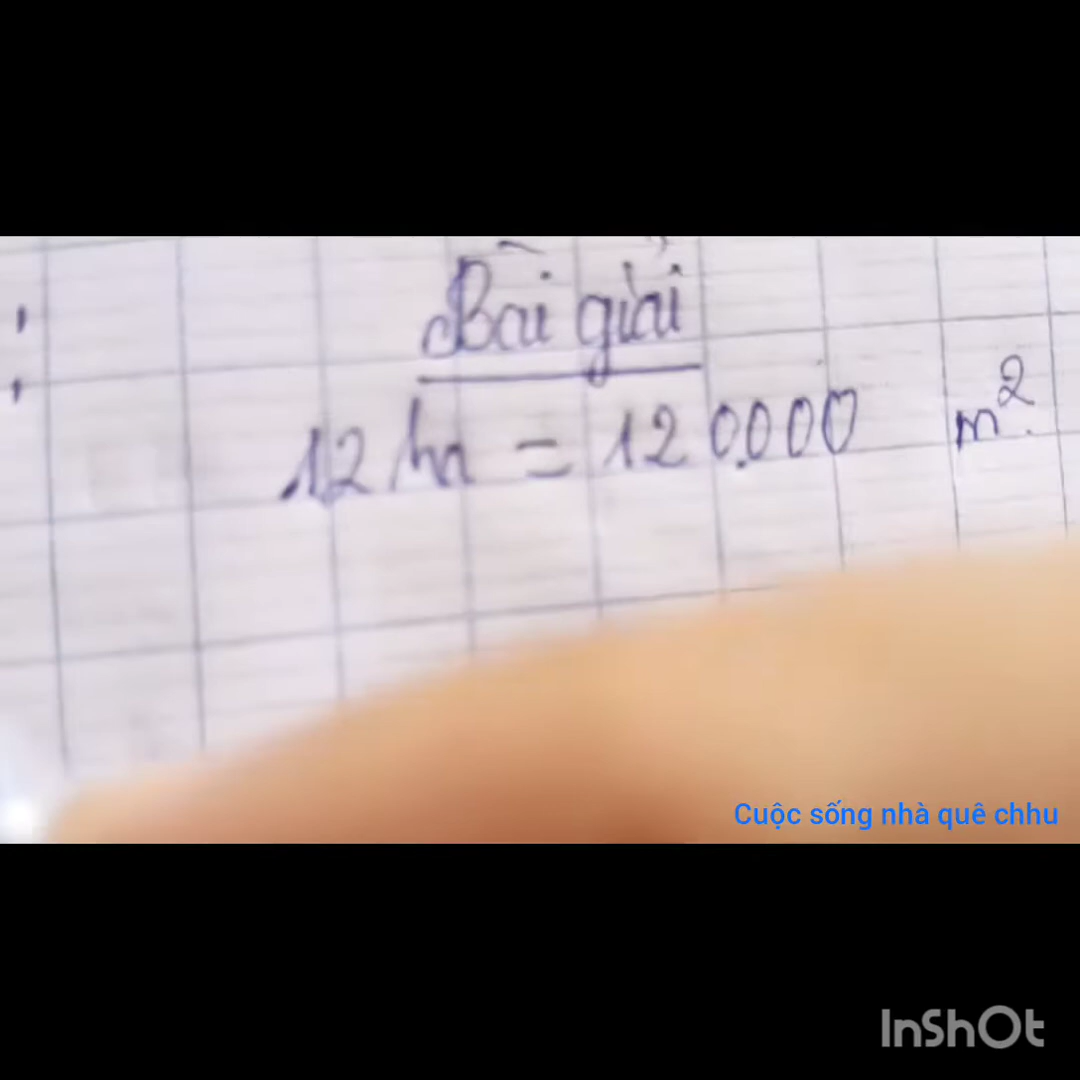 Bài giải
12 ha = 120.000 m².
Cuộc sống nhà quê chhu
InShOt